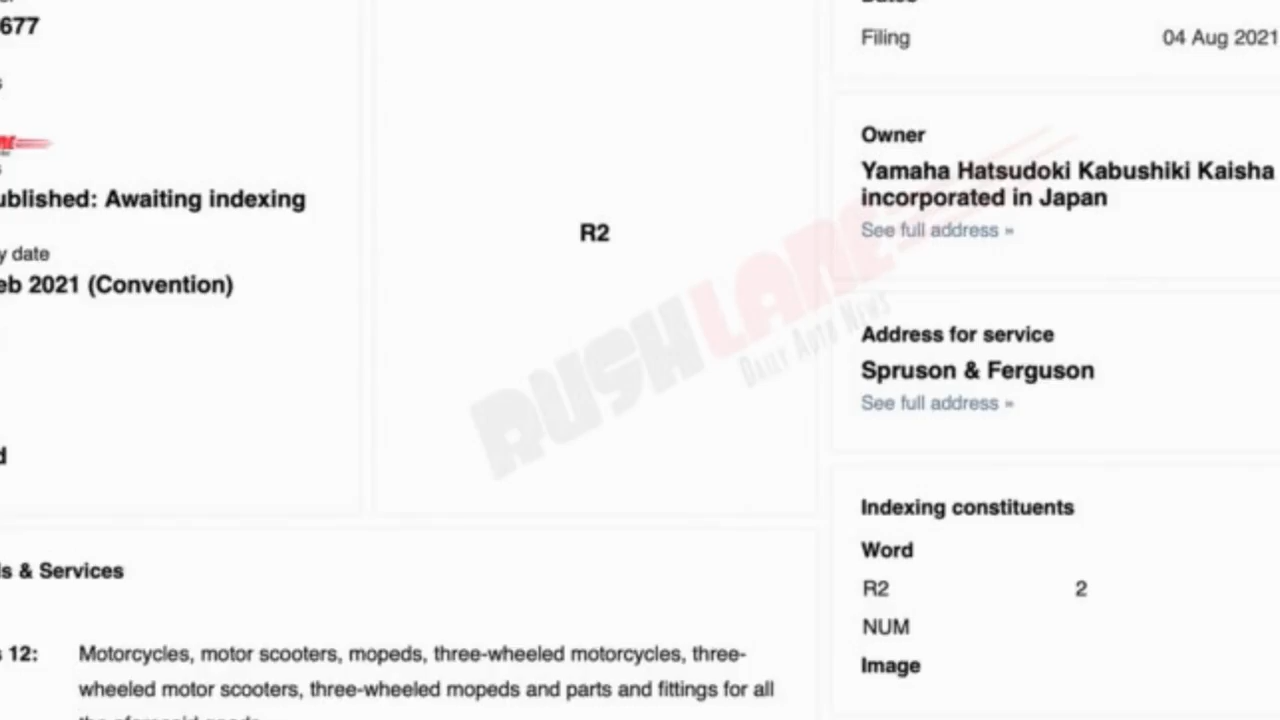 677
ublished: Awaiting indexing
y date
eb 2021 (Convention)
d
R2
Filing 04 Aug 2021
Owner
Yamaha Hatsudoki Kabushiki Kaisha
incorporated in Japan
See full address »
Address for service
Spruson & Ferguson
See full address »
Indexing constituents
Word
R2 2
NUM
Image
RUSHLANE
DAILY AUTO NEWS
ls & Services
s 12: Motorcycles, motor scooters, mopeds, three-wheeled motorcycles, three-
wheeled motor scooters, three-wheeled mopeds and parts and fittings for all